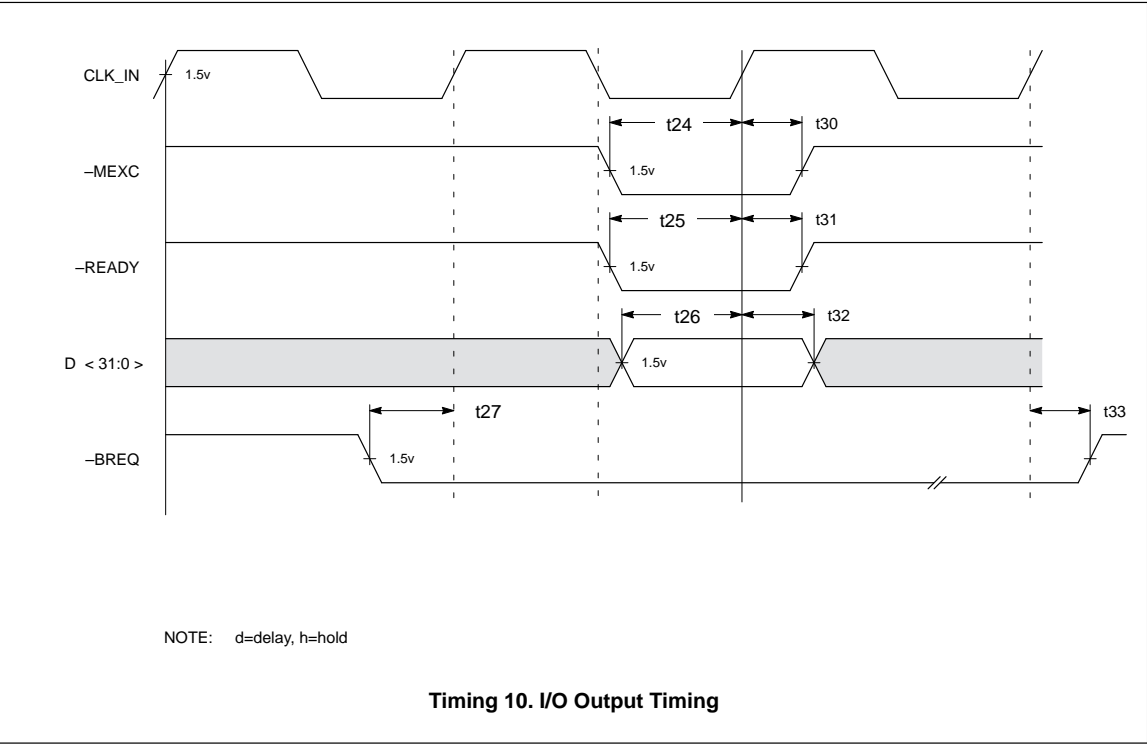 CLK_IN
1.5v
t24
t30
–MEXC
1.5v
t25
t31
–READY
1.5v
t26
t32
D < 31:0 >
1.5v
t27
t33
–BREQ
1.5v
NOTE: d=delay, h=hold
Timing 10. I/O Output Timing